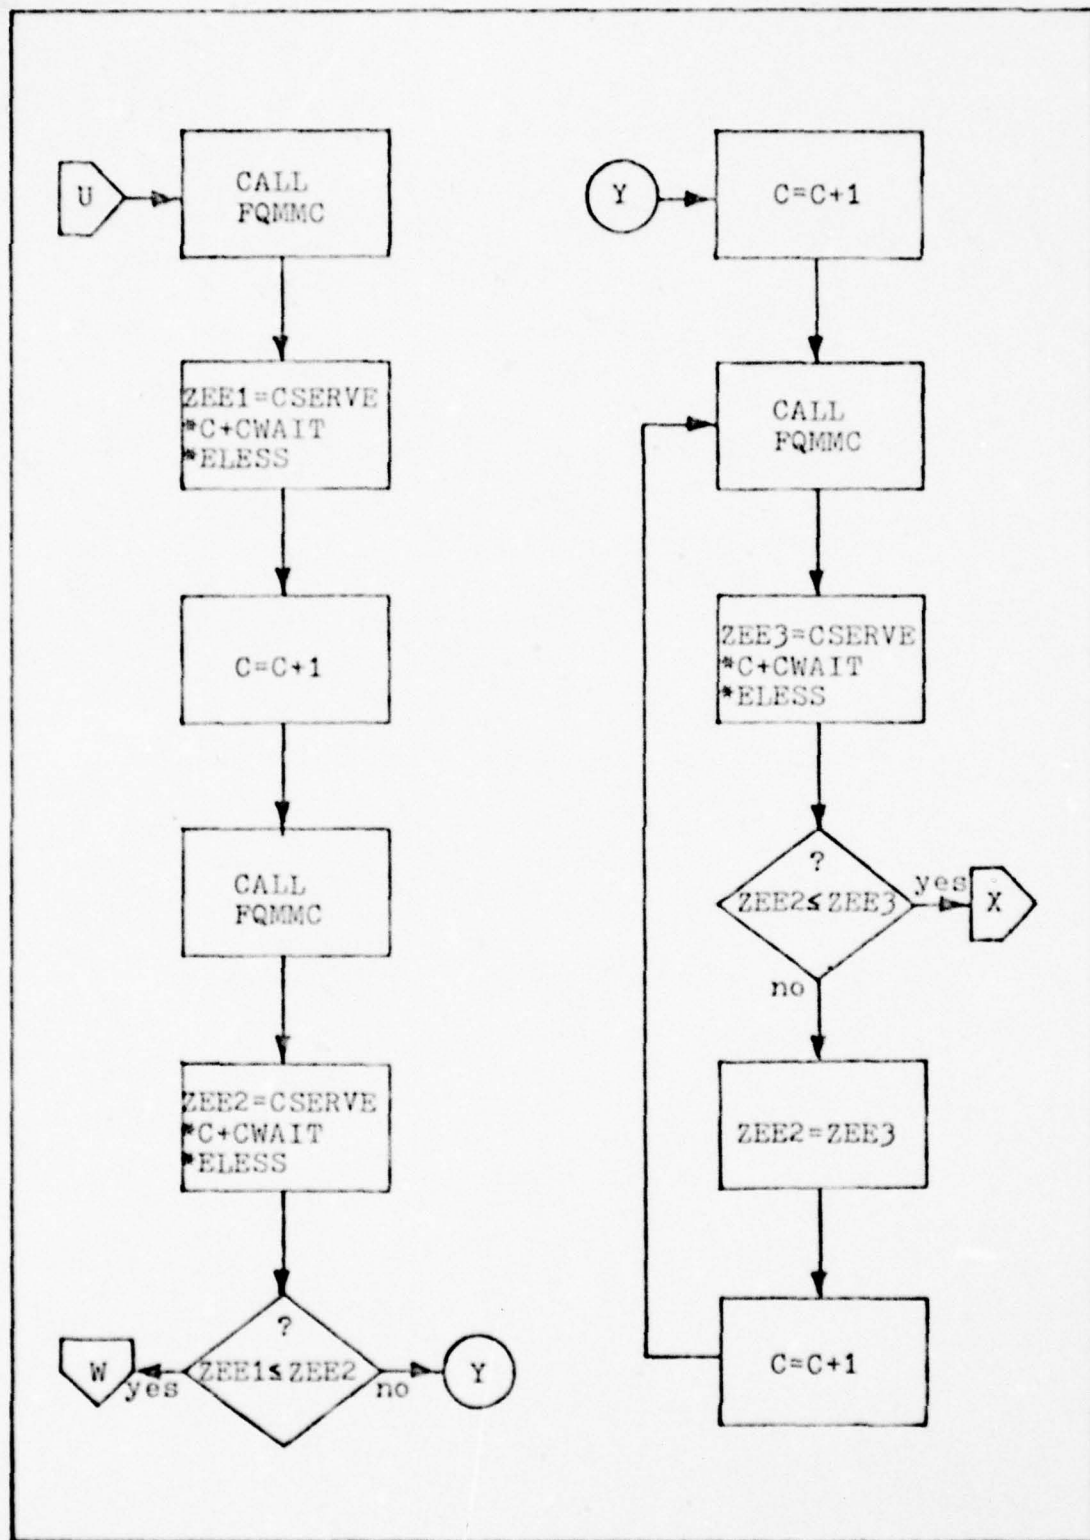 U
CALL
FQMMC
ZEE1=CSERVE
*C+CWAIT
*ELESS
C=C+1
CALL
FQMMC
ZEE2=CSERVE
*C+CWAIT
*ELESS
?
ZEE1≤ZEE2
yes
W
no
Y
Y
C=C+1
CALL
FQMMC
ZEE3=CSERVE
*C+CWAIT
*ELESS
?
ZEE2≤ZEE3
yes
X
no
ZEE2=ZEE3
C=C+1